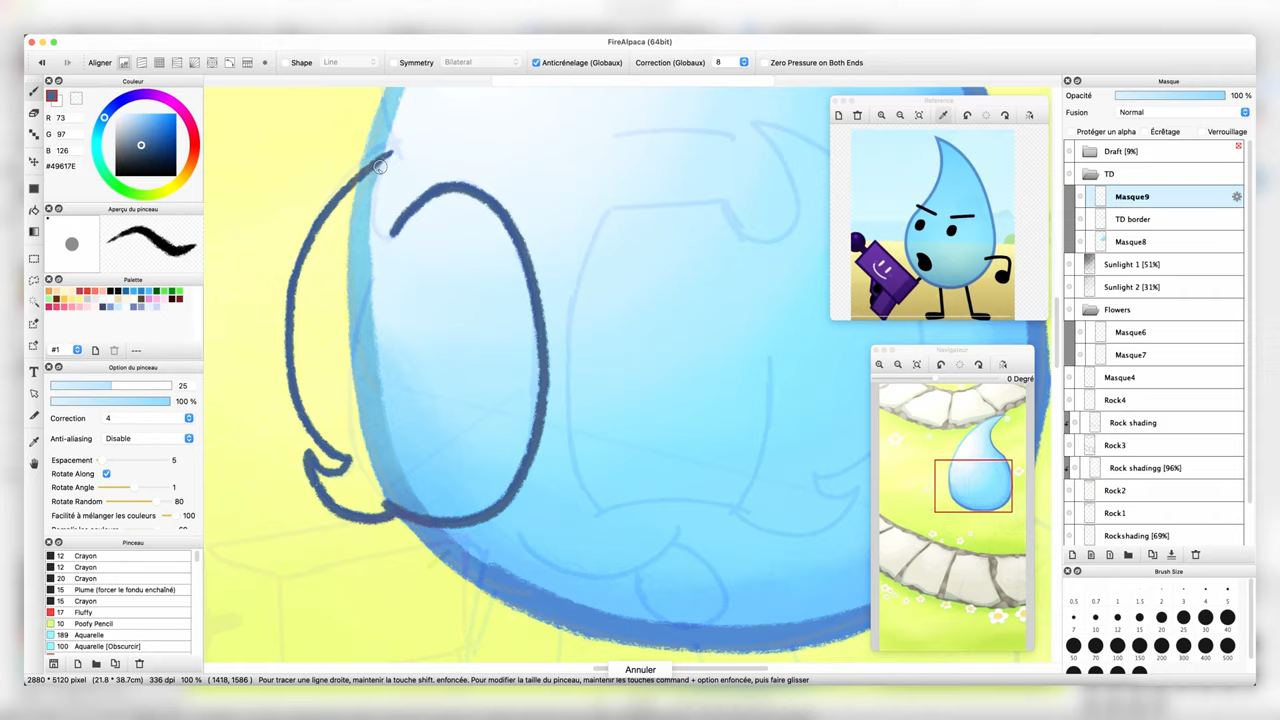 FireAlpaca (64bit)
Aligner Shape Line Symmetry Bilateral Anticrénelage (Globaux) Correction (Globaux) 8 Zero Pressure on Both Ends
Couleur
R 73
G 97
B 126
#49617E
Aperçu du pinceau
Palette
#1
Option du pinceau
25
100 %
Correction 4
Anti-aliasing Disable
Espacement 5
Rotate Along
Rotate Angle 1
Rotate Random 80
Facilité à mélanger les couleurs 100
Pinceau
12 Crayon
12 Crayon
20 Crayon
15 Plume (forcer le fondu enchaîné)
15 Crayon
17 Fluffy
10 Poofy Pencil
189 Aquarelle
100 Aquarelle [Obscurcir]
Reference
Navigateur
0 Degré
Masque
Opacité 100 %
Fusion Normal
Protéger un alpha Écrêtage Verrouillage
Draft [9%]
TD
Masque9
TD border
Masque8
Sunlight 1 [51%]
Sunlight 2 [31%]
Flowers
Masque6
Masque7
Masque4
Rock4
Rock shading
Rock3
Rock shadingg [96%]
Rock2
Rock1
Rockshading [69%]
Brush Size
0.5 0.7 1 1.5 2 3 4 5
7 10 12 15 20 25 30 40
50 70 100 150 200 300 400 500
Annuler
2880 * 5120 pixel (21.8 * 38.7cm) 336 dpi 100 % ( 1418, 1586 ) Pour tracer une ligne droite, maintenir la touche shift. enfoncée. Pour modifier la taille du pinceau, maintenir les touches command + option enfoncée, puis faire glisser